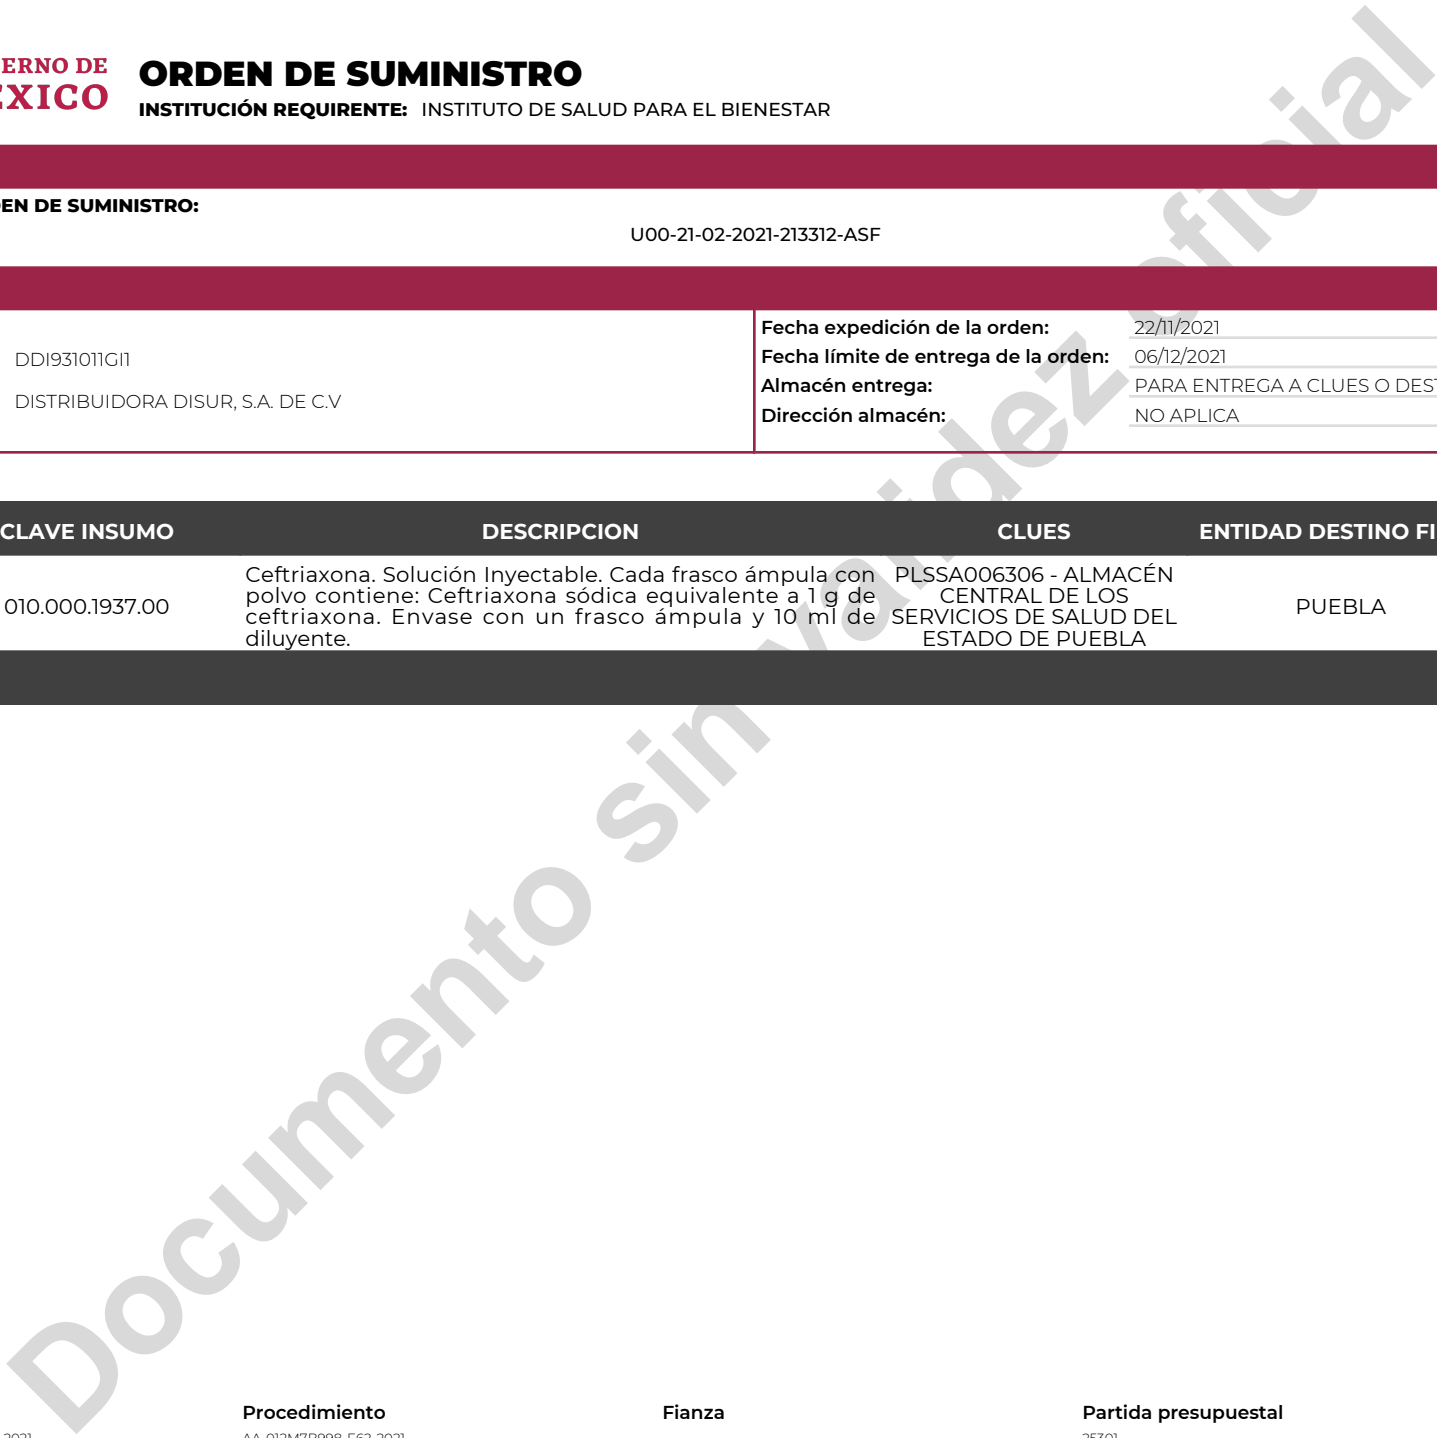 ERNO DE
ÉXICO
ORDEN DE SUMINISTRO
INSTITUCIÓN REQUIRENTE: INSTITUTO DE SALUD PARA EL BIENESTAR
EN DE SUMINISTRO:
U00-21-02-2021-213312-ASF
DDI931011GI1
DISTRIBUIDORA DISUR, S.A. DE C.V
Fecha expedición de la orden: 22/11/2021
Fecha límite de entrega de la orden: 06/12/2021
Almacén entrega: PARA ENTREGA A CLUES O DEST
Dirección almacén: NO APLICA
CLAVE INSUMO DESCRIPCION CLUES ENTIDAD DESTINO FI
010.000.1937.00
Ceftriaxona. Solución Inyectable. Cada frasco ámpula con
polvo contiene: Ceftriaxona sódica equivalente a 1 g de
ceftriaxona. Envase con un frasco ámpula y 10 ml de
diluyente.
PLSSA006306 - ALMACÉN
CENTRAL DE LOS
SERVICIOS DE SALUD DEL
ESTADO DE PUEBLA
PUEBLA
Documento sin validez oficial
Procedimiento Fianza Partida presupuestal